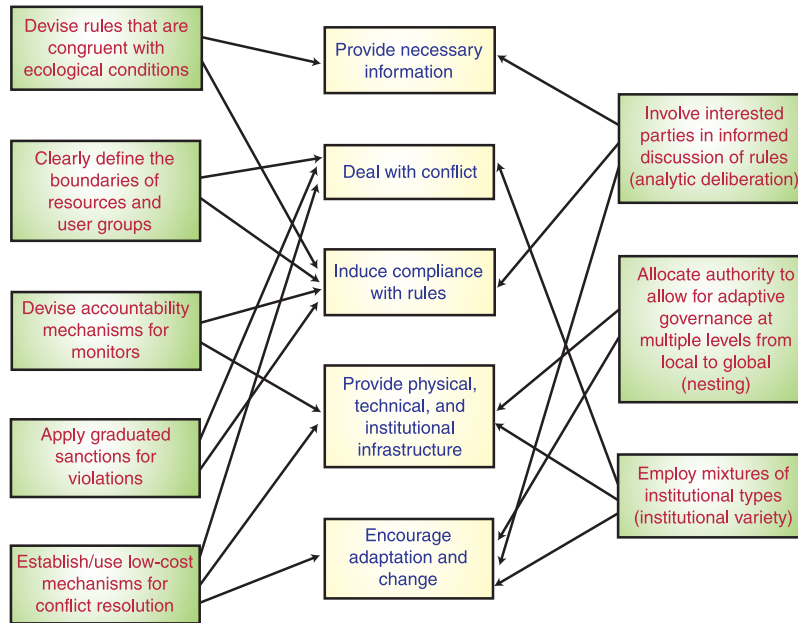 Devise rules that are
congruent with
ecological conditions
Clearly define the
boundaries of
resources and
user groups
Devise accountability
mechanisms for
monitors
Apply graduated
sanctions for
violations
Establish/use low-cost
mechanisms for
conflict resolution
Provide necessary
information
Deal with conflict
Induce compliance
with rules
Provide physical,
technical, and
institutional
infrastructure
Encourage
adaptation and
change
Involve interested
parties in informed
discussion of rules
(analytic deliberation)
Allocate authority to
allow for adaptive
governance at
multiple levels from
local to global
(nesting)
Employ mixtures of
institutional types
(institutional variety)